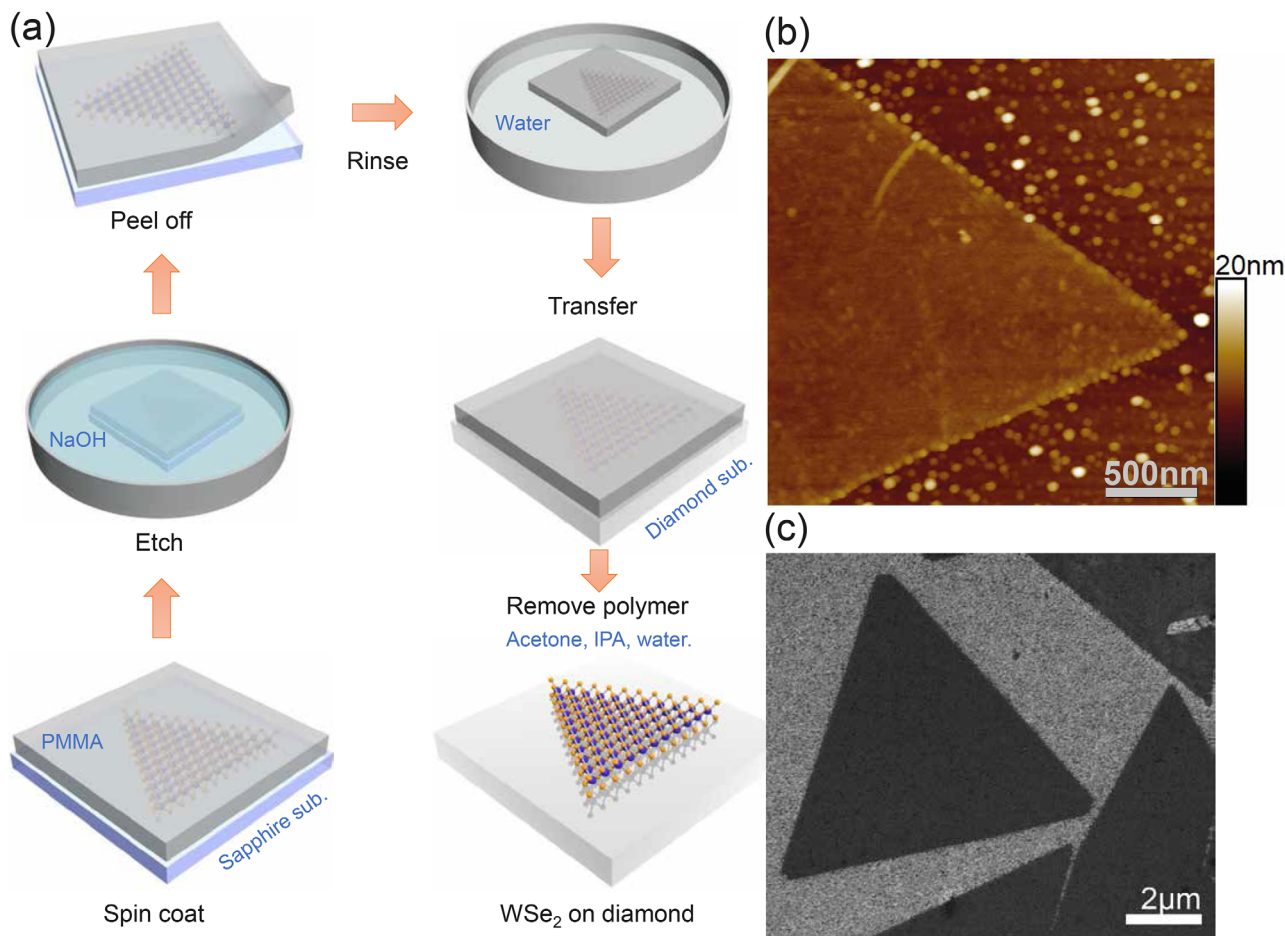 (a)
Peel off
Rinse
Water
Transfer
NaOH
Etch
Diamond sub.
Remove polymer
Acetone, IPA, water.
PMMA
Sapphire sub.
Spin coat
WSe₂ on diamond
(b)
20nm
500nm
(c)
2μm